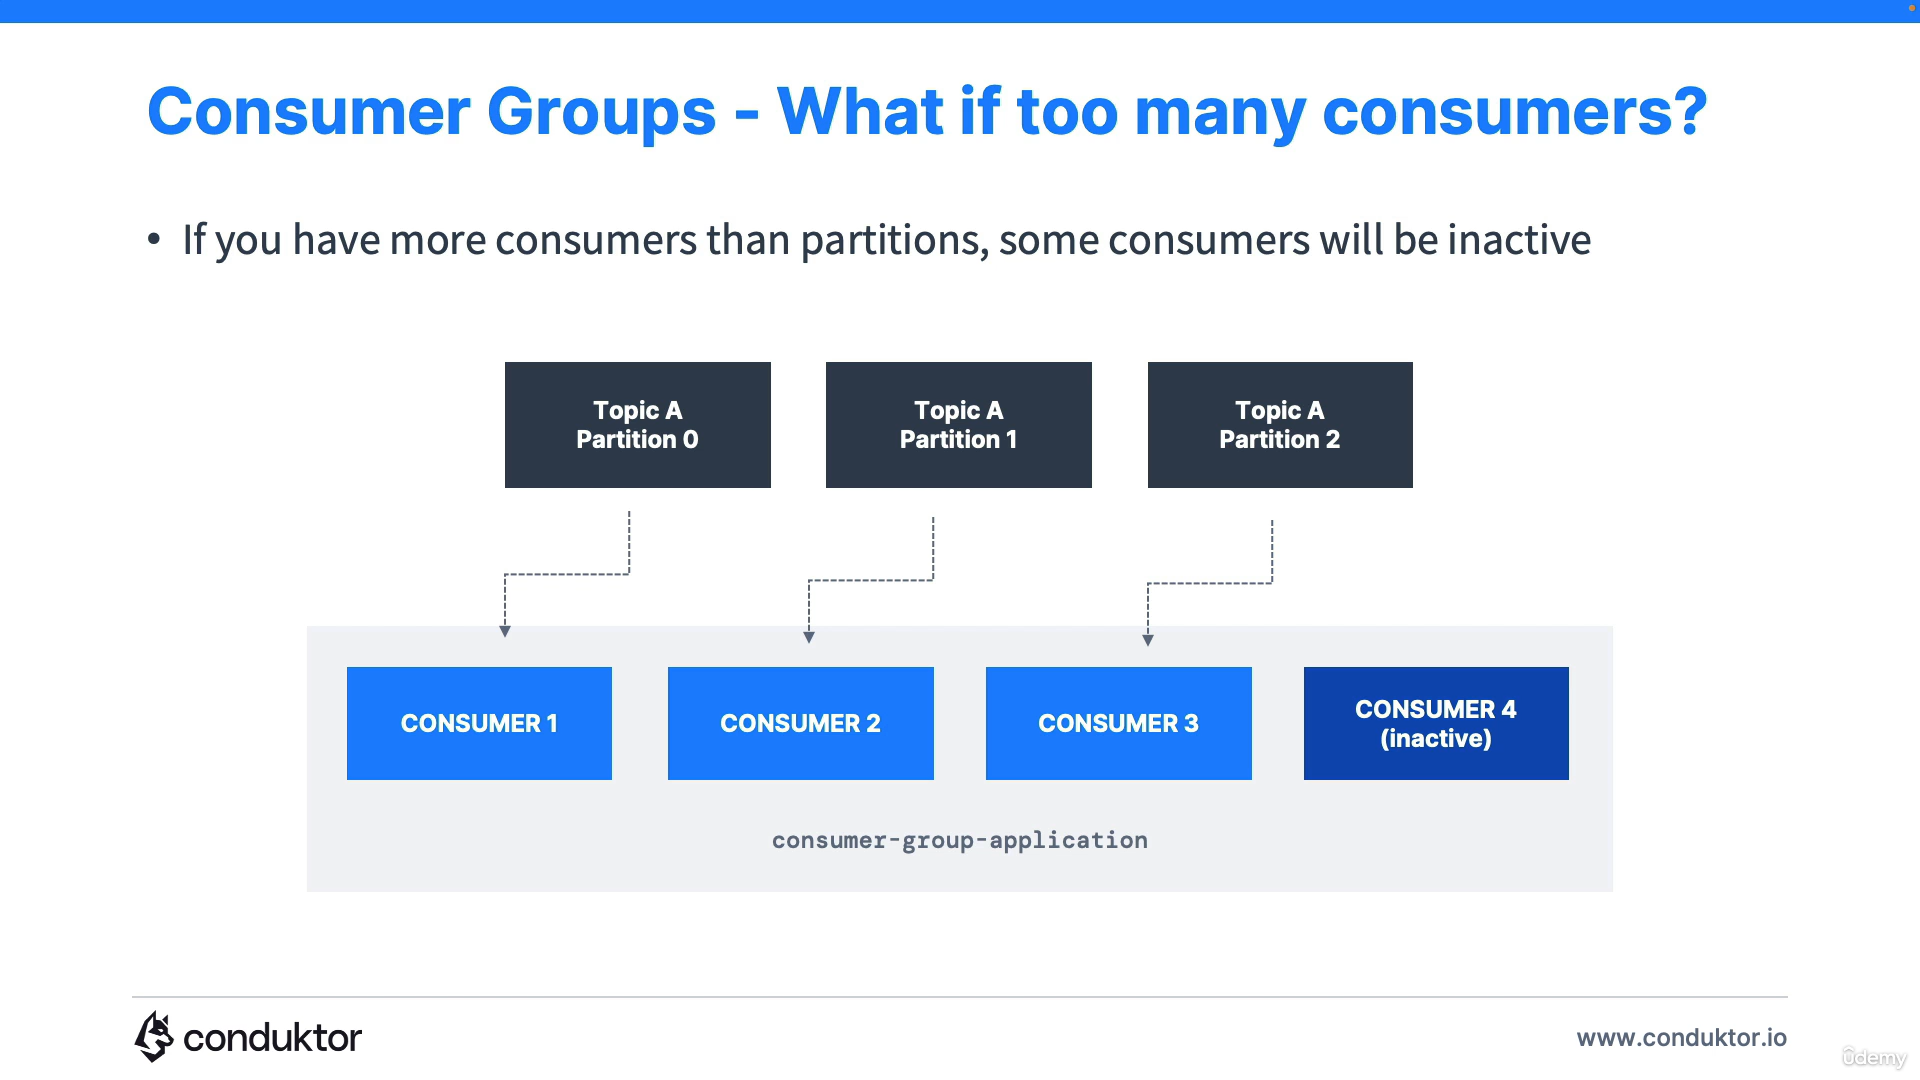 Consumer Groups - What if too many consumers?
• If you have more consumers than partitions, some consumers will be inactive
Topic A
Partition 0
Topic A
Partition 1
Topic A
Partition 2
CONSUMER 1
CONSUMER 2
CONSUMER 3
CONSUMER 4
(inactive)
consumer-group-application
conduktor
www.conduktor.io
ûdemy